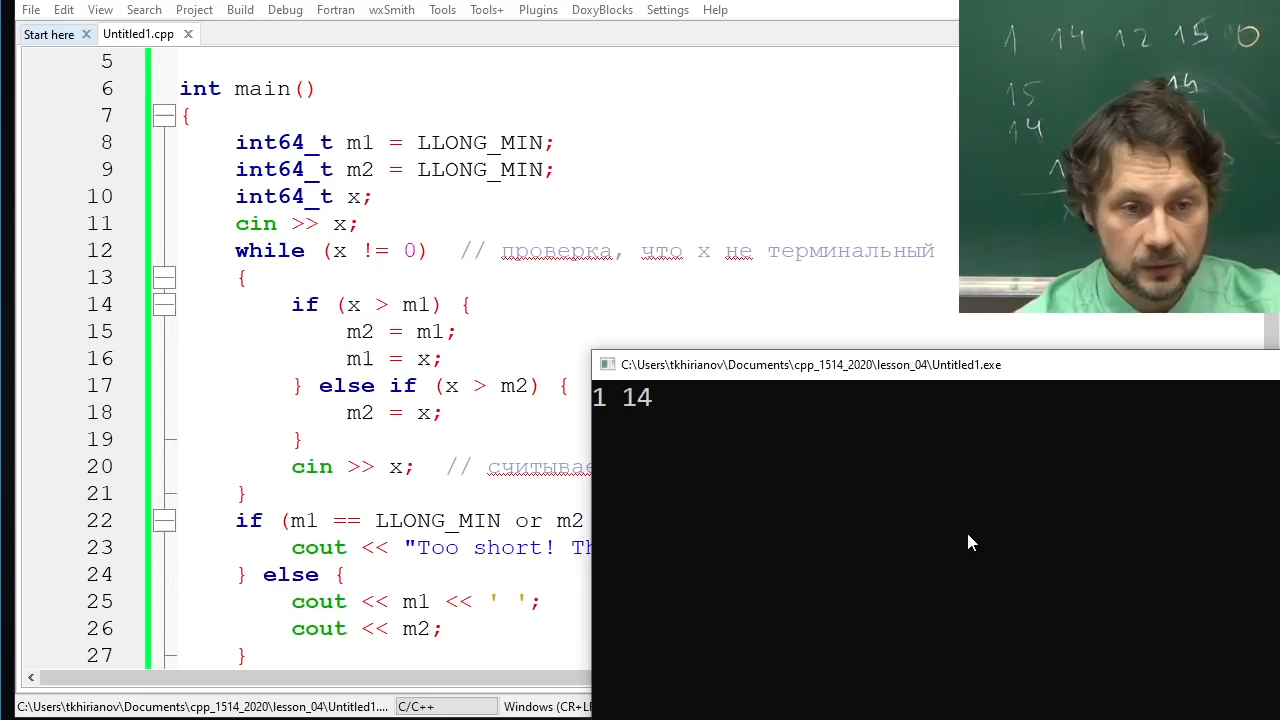 File Edit View Search Project Build Debug Fortran wxSmith Tools Tools+ Plugins DoxyBlocks Settings Help
Start here Untitled1.cpp
5
6 int main()
7 {
8 int64_t m1 = LLONG_MIN;
9 int64_t m2 = LLONG_MIN;
10 int64_t x;
11 cin >> x;
12 while (x != 0) // проверка, что x не терминальный
13 {
14 if (x > m1) {
15 m2 = m1;
16 m1 = x;
17 } else if (x > m2) {
18 m2 = x;
19 }
20 cin >> x; // считывае
21 }
22 if (m1 == LLONG_MIN or m2
23 cout << "Too short! Th
24 } else {
25 cout << m1 << ' ';
26 cout << m2;
27 }
C:\Users\tkhirianov\Documents\cpp_1514_2020\lesson_04\Untitled1.exe
1 14
C:\Users\tkhirianov\Documents\cpp_1514_2020\lesson_04\Untitled1.... C/C++ Windows (CR+LF
1 14 12 15 0
15
14